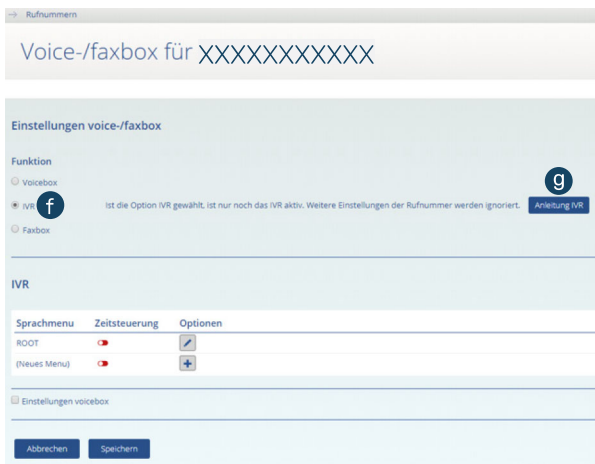 → Rufnummern
Voice-/faxbox für XXXXXXXXXXX
Einstellungen voice-/faxbox
Funktion
Voicebox
g
IVR f Ist die Option IVR gewählt, ist nur noch das IVR aktiv. Weitere Einstellungen der Rufnummer werden ignoriert. Anleitung IVR
Faxbox
IVR
Sprachmenu Zeitsteuerung Optionen
ROOT
(Neues Menu)
Einstellungen voicebox
Abbrechen Speichern